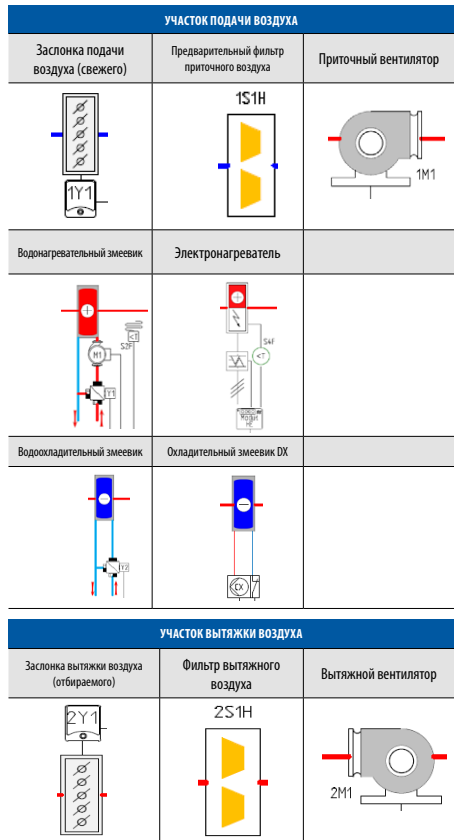 УЧАСТОК ПОДАЧИ ВОЗДУХА
Заслонка подачи
воздуха (свежего)
Предварительный фильтр
приточного воздуха
Приточный вентилятор
1Y1
1S1H
1M1
Водонагревательный змеевик
Электронагреватель
<T
S2F
M1
Y1
S4f
<T
Modul
HE
Водоохладительный змеевик
Охладительный змеевик DX
Y2
CX
УЧАСТОК ВЫТЯЖКИ ВОЗДУХА
Заслонка вытяжки воздуха
(отбираемого)
Фильтр вытяжного
воздуха
Вытяжной вентилятор
2Y1
2S1H
2M1